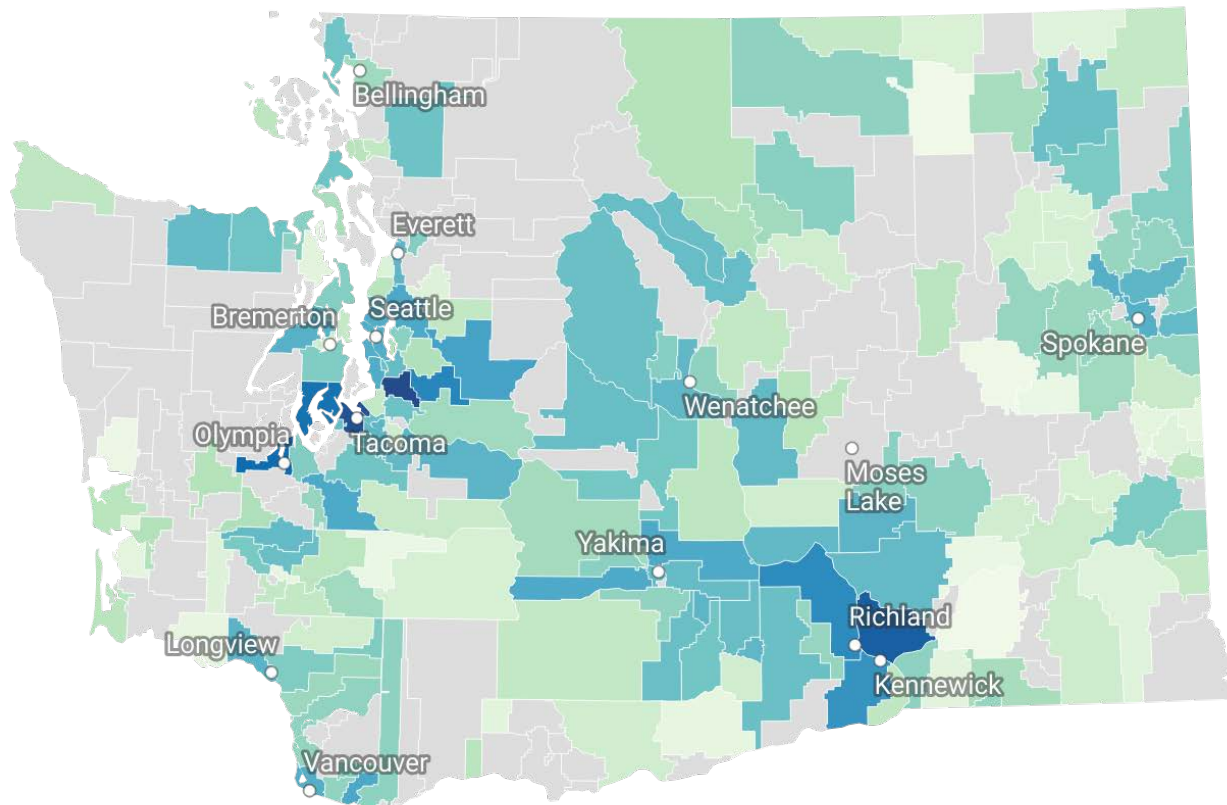 Bellingham
Everett
Seattle
Bremerton
Spokane
Wenatchee
Olympia
Tacoma
Moses
Lake
Yakima
Richland
Longview
Kennewick
Vancouver